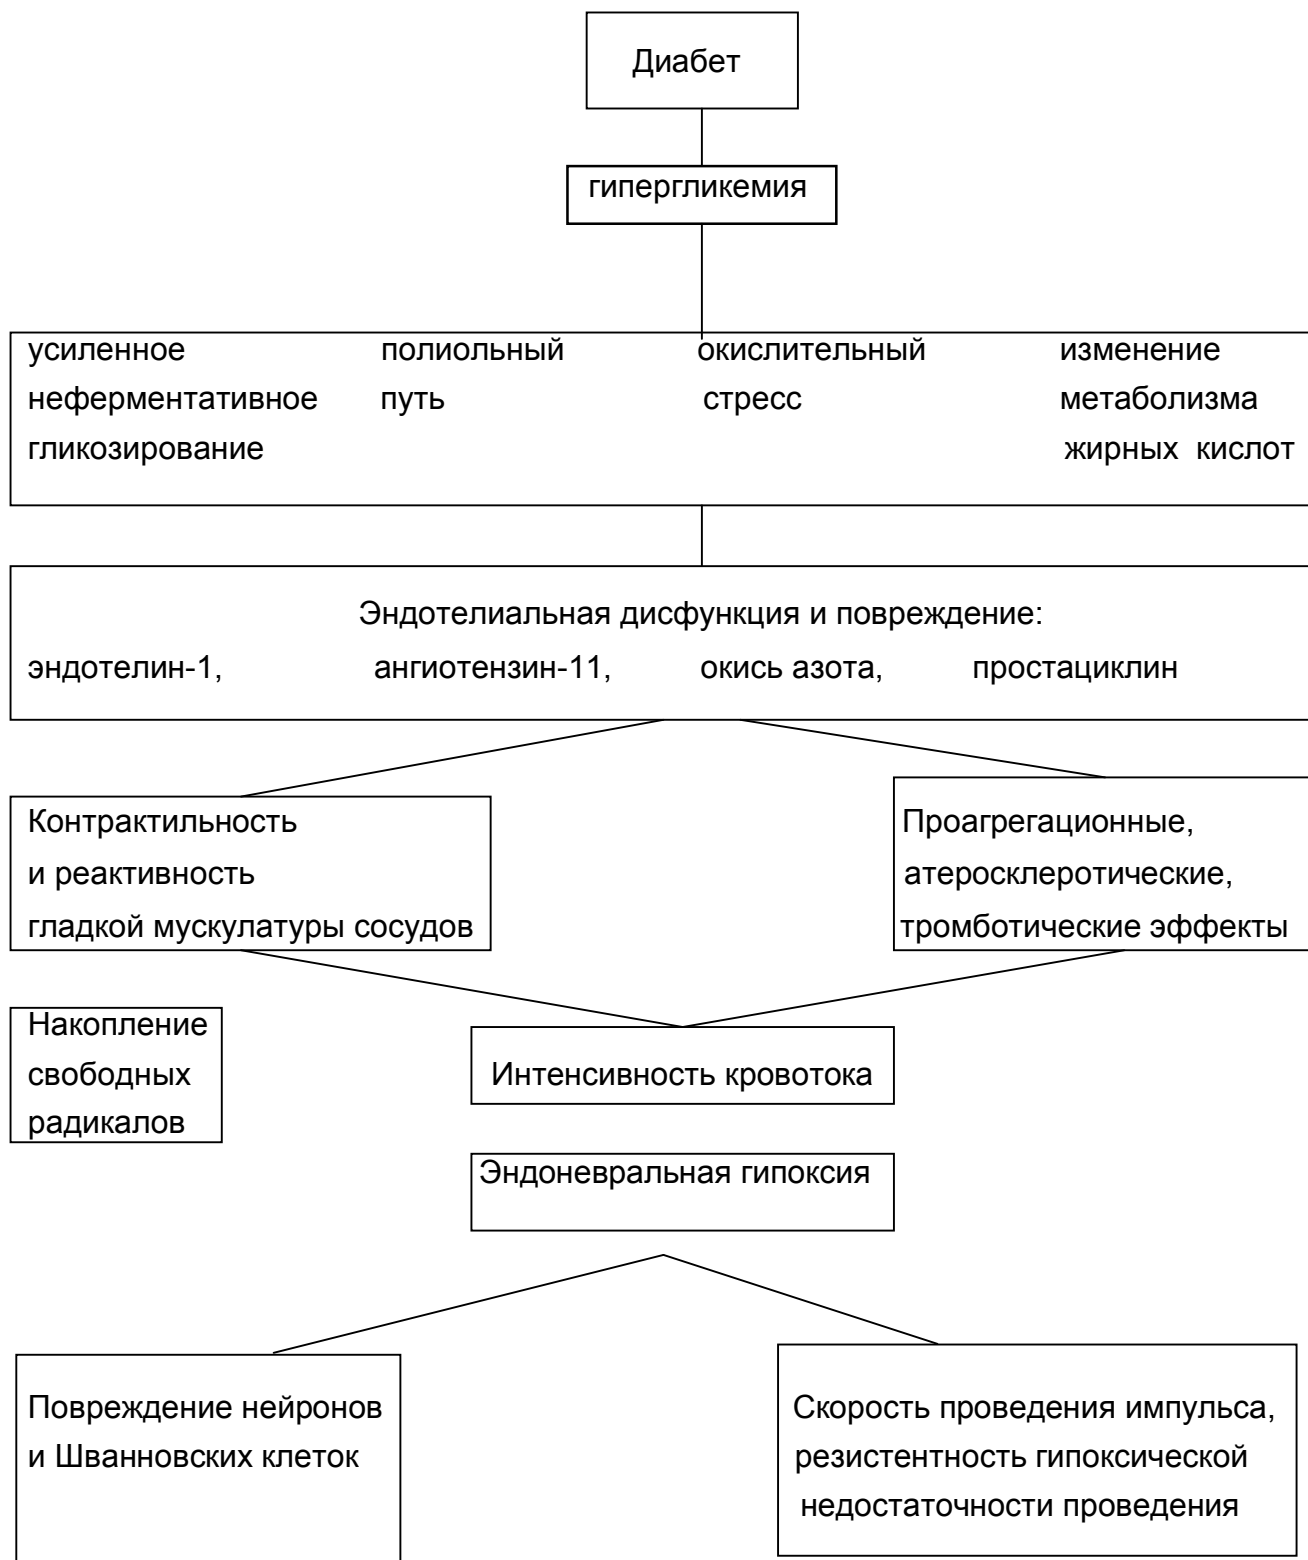 Диабет
гипергликемия
усиленное полиольный окислительный изменение
неферментативное путь стресс метаболизма
гликозирование жирных кислот
Эндотелиальная дисфункция и повреждение:
эндотелин-1, ангиотензин-11, окись азота, простациклин
Контрактильность
и реактивность
гладкой мускулатуры сосудов
Проагрегационные,
атеросклеротические,
тромботические эффекты
Накопление
свободных
радикалов
Интенсивность кровотока
Эндоневральная гипоксия
Повреждение нейронов
и Шванновских клеток
Скорость проведения импульса,
резистентность гипоксической
недостаточности проведения